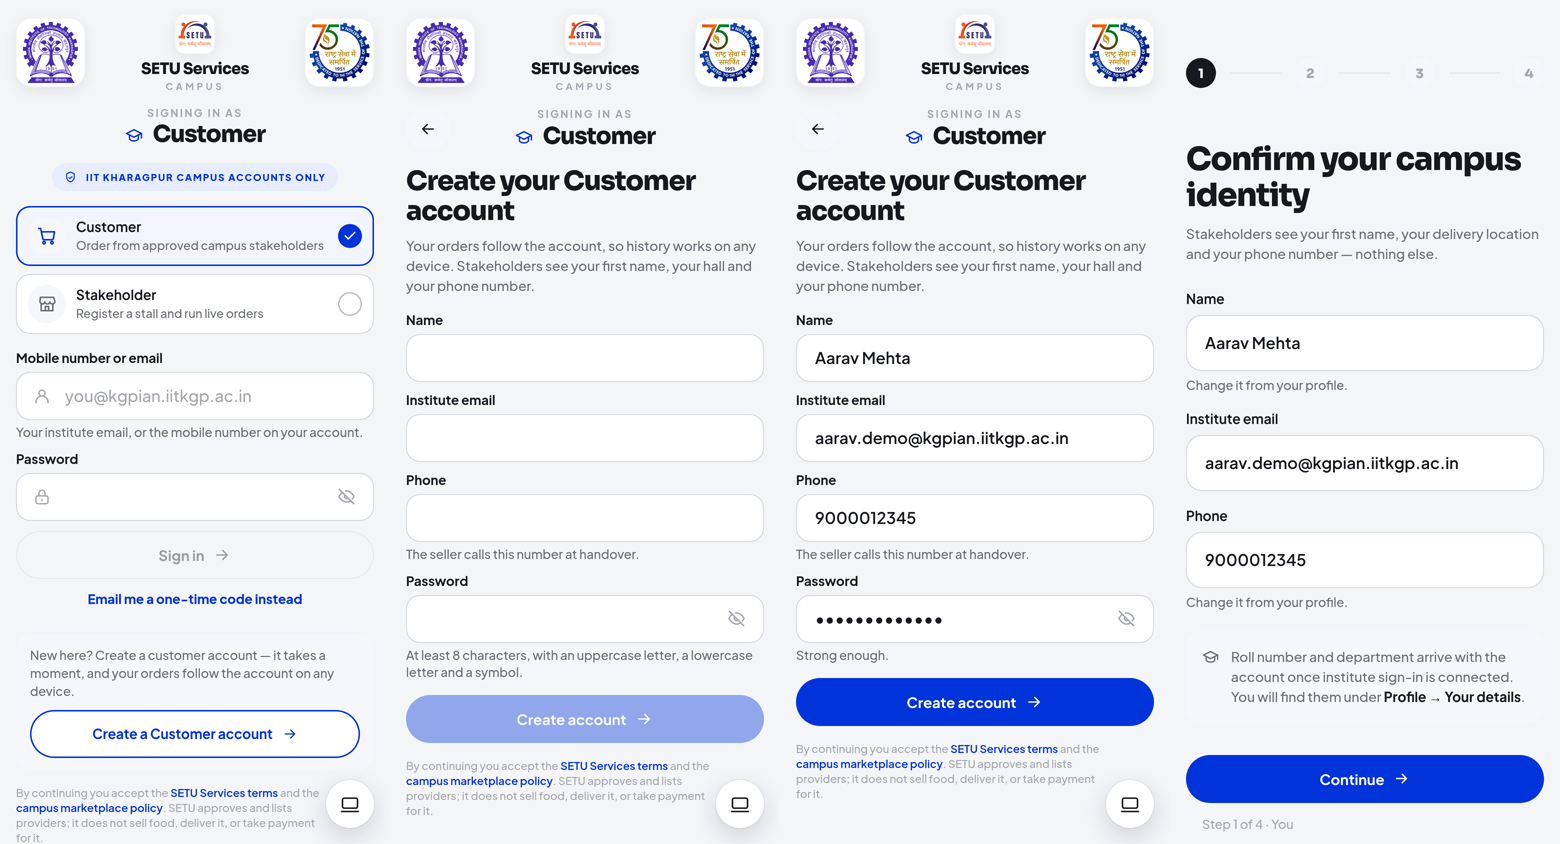 SETU
SETU Services
CAMPUS
75
राष्ट्र सेवा में
समर्पित
1951
SIGNING IN AS
Customer
IIT KHARAGPUR CAMPUS ACCOUNTS ONLY
Customer
Order from approved campus stakeholders
Stakeholder
Register a stall and run live orders
Mobile number or email
you@kgpian.iitkgp.ac.in
Your institute email, or the mobile number on your account.
Password
Sign in →
Email me a one-time code instead
New here? Create a customer account — it takes a
moment, and your orders follow the account on any
device.
Create a Customer account →
By continuing you accept the SETU Services terms and the
campus marketplace policy. SETU approves and lists
providers; it does not sell food, deliver it, or take payment
for it.
SETU
SETU Services
CAMPUS
75
राष्ट्र सेवा में
समर्पित
1951
←
SIGNING IN AS
Customer
Create your Customer
account
Your orders follow the account, so history works on any
device. Stakeholders see your first name, your hall and
your phone number.
Name
Institute email
Phone
The seller calls this number at handover.
Password
At least 8 characters, with an uppercase letter, a lowercase
letter and a symbol.
Create account →
By continuing you accept the SETU Services terms and the
campus marketplace policy. SETU approves and lists
providers; it does not sell food, deliver it, or take payment
for it.
SETU
SETU Services
CAMPUS
75
राष्ट्र सेवा में
समर्पित
1951
←
SIGNING IN AS
Customer
Create your Customer
account
Your orders follow the account, so history works on any
device. Stakeholders see your first name, your hall and
your phone number.
Name
Aarav Mehta
Institute email
aarav.demo@kgpian.iitkgp.ac.in
Phone
9000012345
The seller calls this number at handover.
Password
•••••••••••••
Strong enough.
Create account →
By continuing you accept the SETU Services terms and the
campus marketplace policy. SETU approves and lists
providers; it does not sell food, deliver it, or take payment
for it.
1 2 3 4
Confirm your campus
identity
Stakeholders see your first name, your delivery location
and your phone number — nothing else.
Name
Aarav Mehta
Change it from your profile.
Institute email
aarav.demo@kgpian.iitkgp.ac.in
Phone
9000012345
Change it from your profile.
Roll number and department arrive with the
account once institute sign-in is connected.
You will find them under Profile → Your details.
Continue →
Step 1 of 4 · You